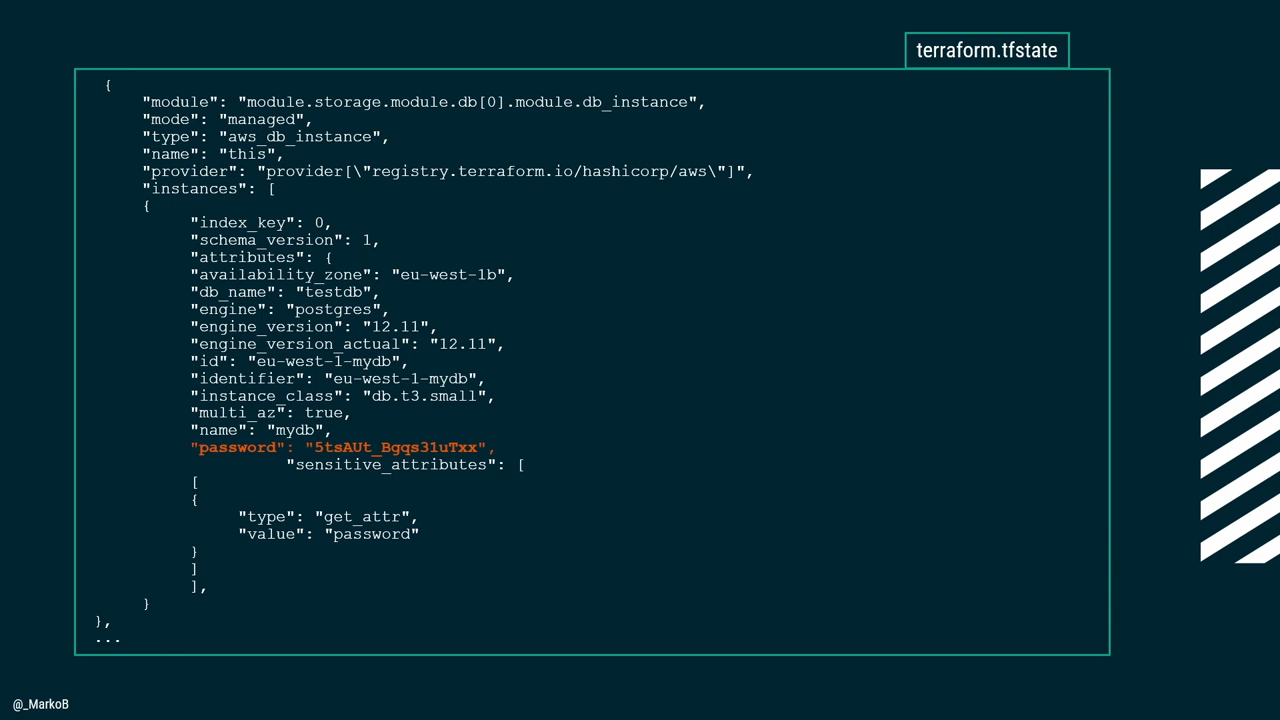 terraform.tfstate
{
"module": "module.storage.module.db[0].module.db_instance",
"mode": "managed",
"type": "aws_db_instance",
"name": "this",
"provider": "provider[\"registry.terraform.io/hashicorp/aws\"]",
"instances": [
{
"index_key": 0,
"schema_version": 1,
"attributes": {
"availability_zone": "eu-west-1b",
"db_name": "testdb",
"engine": "postgres",
"engine_version": "12.11",
"engine_version_actual": "12.11",
"id": "eu-west-1-mydb",
"identifier": "eu-west-1-mydb",
"instance_class": "db.t3.small",
"multi_az": true,
"name": "mydb",
"password": "5tsAUt_Bgqs31uTxx",
"sensitive_attributes": [
[
{
"type": "get_attr",
"value": "password"
}
]
],
}
},
...
@_MarkoB